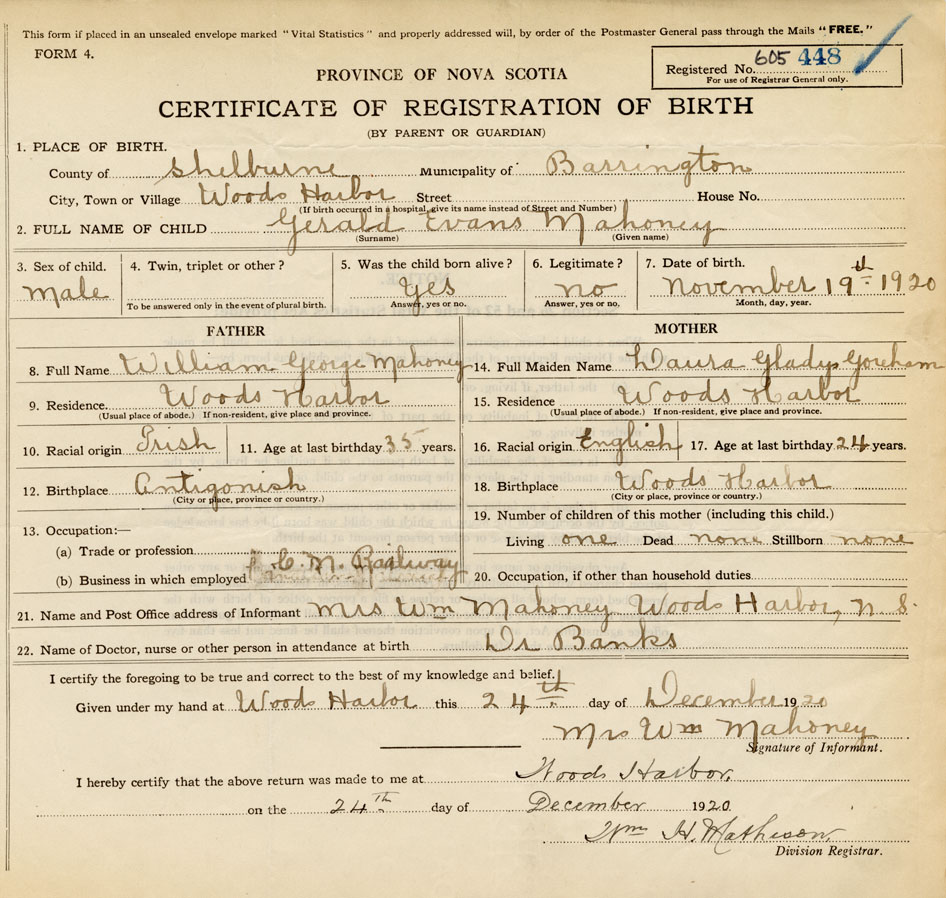 This form if placed in an unsealed envelope marked "Vital Statistics" and properly addressed will, by order of the Postmaster General pass through the Mails "FREE."
FORM 4.
Registered No. 605 448
For use of Registrar General only.
PROVINCE OF NOVA SCOTIA
CERTIFICATE OF REGISTRATION OF BIRTH
(BY PARENT OR GUARDIAN)
1. PLACE OF BIRTH.
County of Shelburne Municipality of Barrington
City, Town or Village Woods Harbor Street House No.
(If birth occurred in a hospital, give its name instead of Street and Number)
2. FULL NAME OF CHILD Gerald Evans Mahoney
(Surname) (Given name)
3. Sex of child. 4. Twin, triplet or other? 5. Was the child born alive? 6. Legitimate? 7. Date of birth.
Male Yes no November 19th 1920
To be answered only in the event of plural birth. Answer, yes or no. Answer, yes or no. Month, day, year.
FATHER
8. Full Name William George Mahoney
9. Residence. Woods Harbor
(Usual place of abode.) If non-resident, give place and province.
10. Racial origin Irish 11. Age at last birthday 35 years.
12. Birthplace Antigonish
(City or place, province or country.)
13. Occupation:—
(a) Trade or profession
(b) Business in which employed C. N. Railway
MOTHER
14. Full Maiden Name Laura Gladys Goreham
15. Residence Woods Harbor
(Usual place of abode.) If non-resident, give place and province.
16. Racial origin English 17. Age at last birthday 24 years.
18. Birthplace Woods Harbor
(City or place, province or country.)
19. Number of children of this mother (including this child.)
Living one Dead none Stillborn none
20. Occupation, if other than household duties
21. Name and Post Office address of Informant Mrs Wm Mahoney Woods Harbor, N. S.
22. Name of Doctor, nurse or other person in attendance at birth Dr Banks
I certify the foregoing to be true and correct to the best of my knowledge and belief.
Given under my hand at Woods Harbor this 24th day of December 1920
Mrs Wm Mahoney
Signature of Informant.
I hereby certify that the above return was made to me at Woods Harbor.
on the 24th day of December 1920
Wm H. Matheson
Division Registrar.